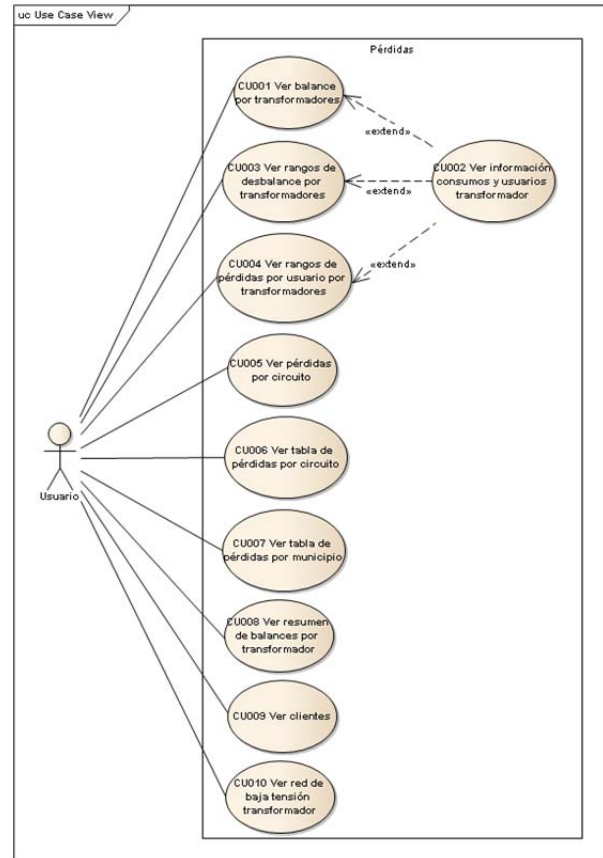 uc Use Case View
Pérdidas
CU001 Ver balance
por transformadores
«extend»
CU003 Ver rangos de
desbalance por
transformadores
«extend»
CU002 Ver información
consumos y usuarios
transformador
CU004 Ver rangos de
pérdidas por usuario por
transformadores
«extend»
CU005 Ver pérdidas
por circuito
CU006 Ver tabla de
pérdidas por circuito
Usuario
CU007 Ver tabla de
pérdidas por municipio
CU008 Ver resumen
de balances por
transformador
CU009 Ver clientes
CU010 Ver red de
baja tensión
transformador